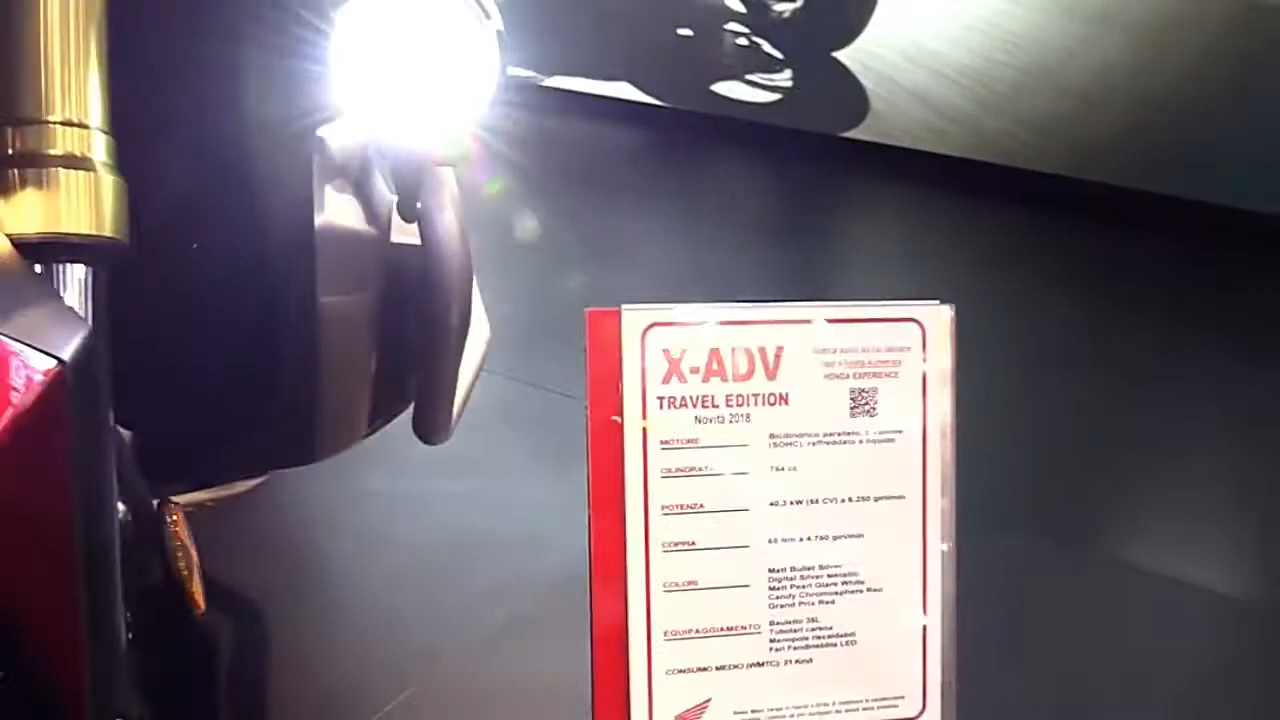 X-ADV
TRAVEL EDITION
Novità 2018
HONDA EXPERIENCE
MOTORE
Bicilindrico parallelo,
(SOHC), raffreddato a liquido
CILINDRATA
POTENZA
40,3 kW (55 CV) a 6.250 giri/min
COPPIA
68 Nm a 4.750 giri/min
COLORI
Matt Bullet Silver
Digital Silver Metallic
Matt Pearl Glare White
Candy Chromosphere Red
Grand Prix Red
EQUIPAGGIAMENTO
Bauletto 35L
Tubolari carena
Manopole riscaldabili
Fari Fendinebbia LED
CONSUMO MEDIO (WMTC): 21 Km/l